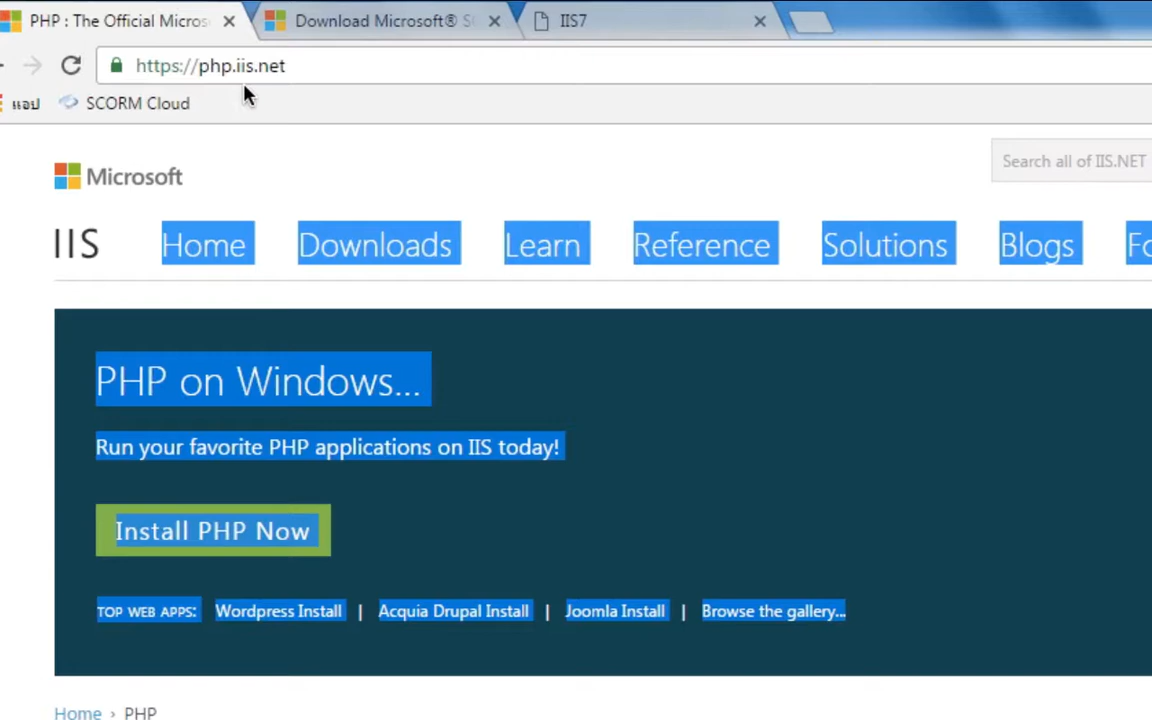 PHP : The Official Micros
Download Microsoft® S
IIS7
https://php.iis.net
แอป
SCORM Cloud
Microsoft
Search all of IIS.NET
IIS
Home
Downloads
Learn
Reference
Solutions
Blogs
Fo
PHP on Windows...
Run your favorite PHP applications on IIS today!
Install PHP Now
TOP WEB APPS: Wordpress Install | Acquia Drupal Install | Joomla Install | Browse the gallery...
Home › PHP